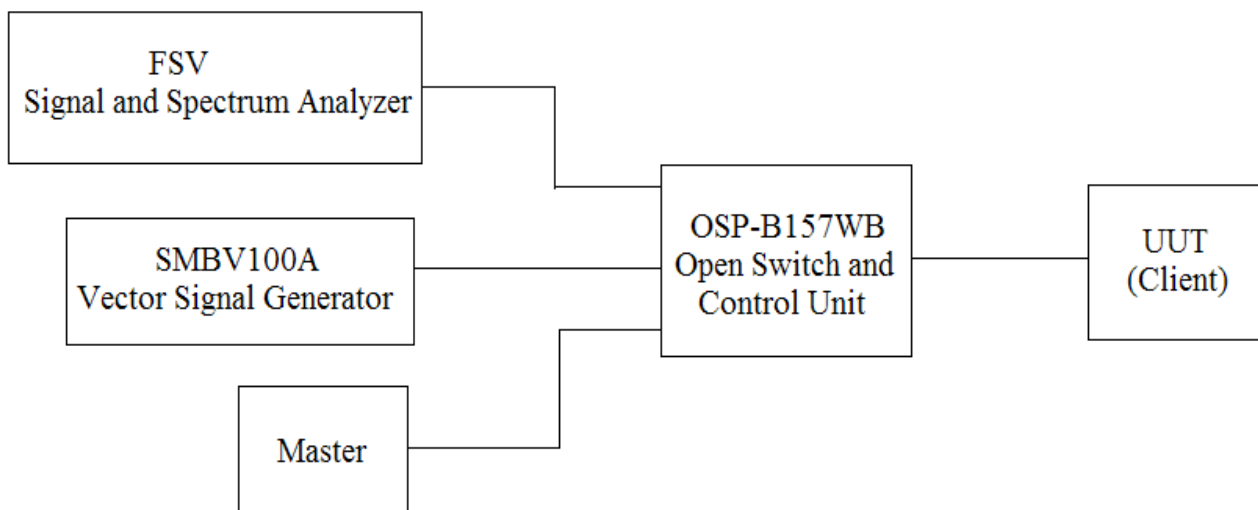 FSV
Signal and Spectrum Analyzer
SMBV100A
Vector Signal Generator
Master
OSP-B157WB
Open Switch and
Control Unit
UUT
(Client)